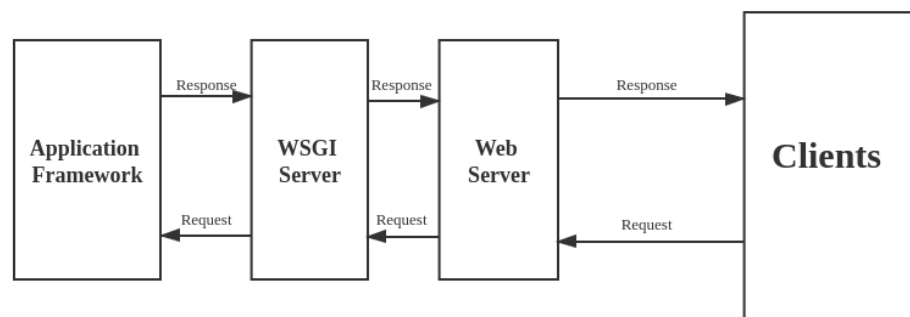 Response
Response
Response
Application
Framework
WSGI
Server
Web
Server
Clients
Request
Request
Request